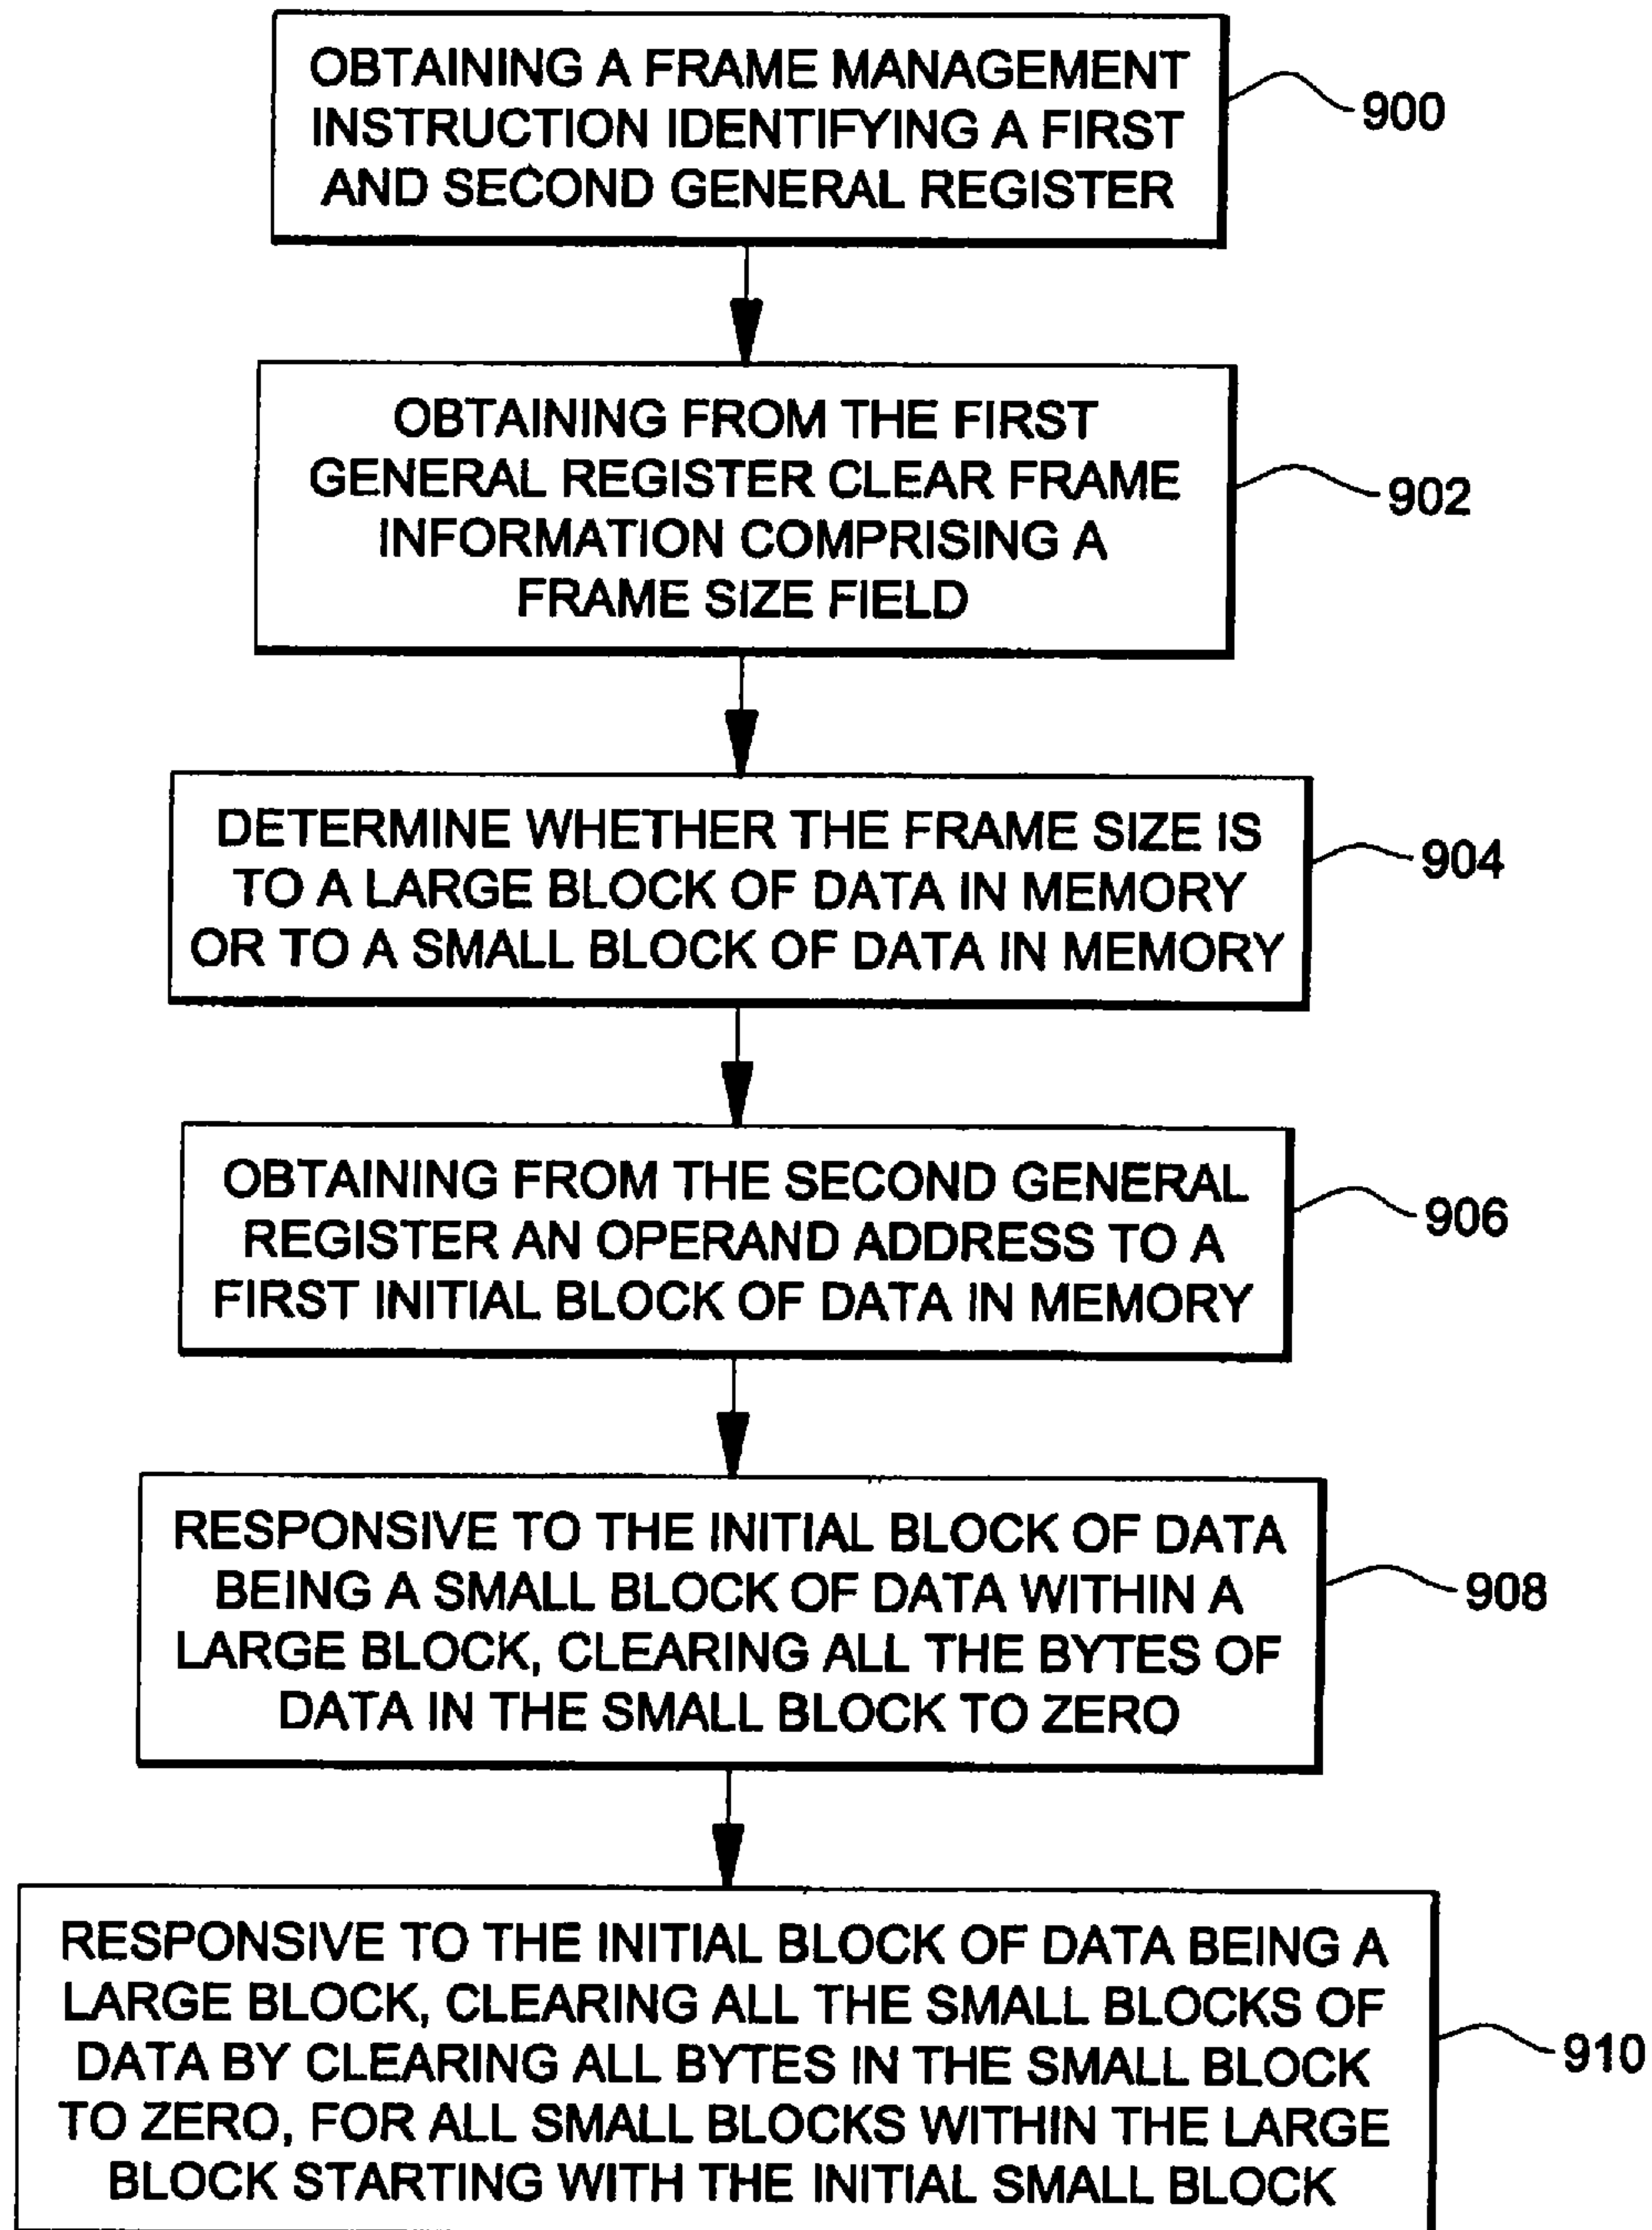 OBTAINING A FRAME MANAGEMENT
INSTRUCTION IDENTIFYING A FIRST
AND SECOND GENERAL REGISTER
900
OBTAINING FROM THE FIRST
GENERAL REGISTER CLEAR FRAME
INFORMATION COMPRISING A
FRAME SIZE FIELD
902
DETERMINE WHETHER THE FRAME SIZE IS
TO A LARGE BLOCK OF DATA IN MEMORY
OR TO A SMALL BLOCK OF DATA IN MEMORY
904
OBTAINING FROM THE SECOND GENERAL
REGISTER AN OPERAND ADDRESS TO A
FIRST INITIAL BLOCK OF DATA IN MEMORY
906
RESPONSIVE TO THE INITIAL BLOCK OF DATA
BEING A SMALL BLOCK OF DATA WITHIN A
LARGE BLOCK, CLEARING ALL THE BYTES OF
DATA IN THE SMALL BLOCK TO ZERO
908
RESPONSIVE TO THE INITIAL BLOCK OF DATA BEING A
LARGE BLOCK, CLEARING ALL THE SMALL BLOCKS OF
DATA BY CLEARING ALL BYTES IN THE SMALL BLOCK
TO ZERO, FOR ALL SMALL BLOCKS WITHIN THE LARGE
BLOCK STARTING WITH THE INITIAL SMALL BLOCK
910